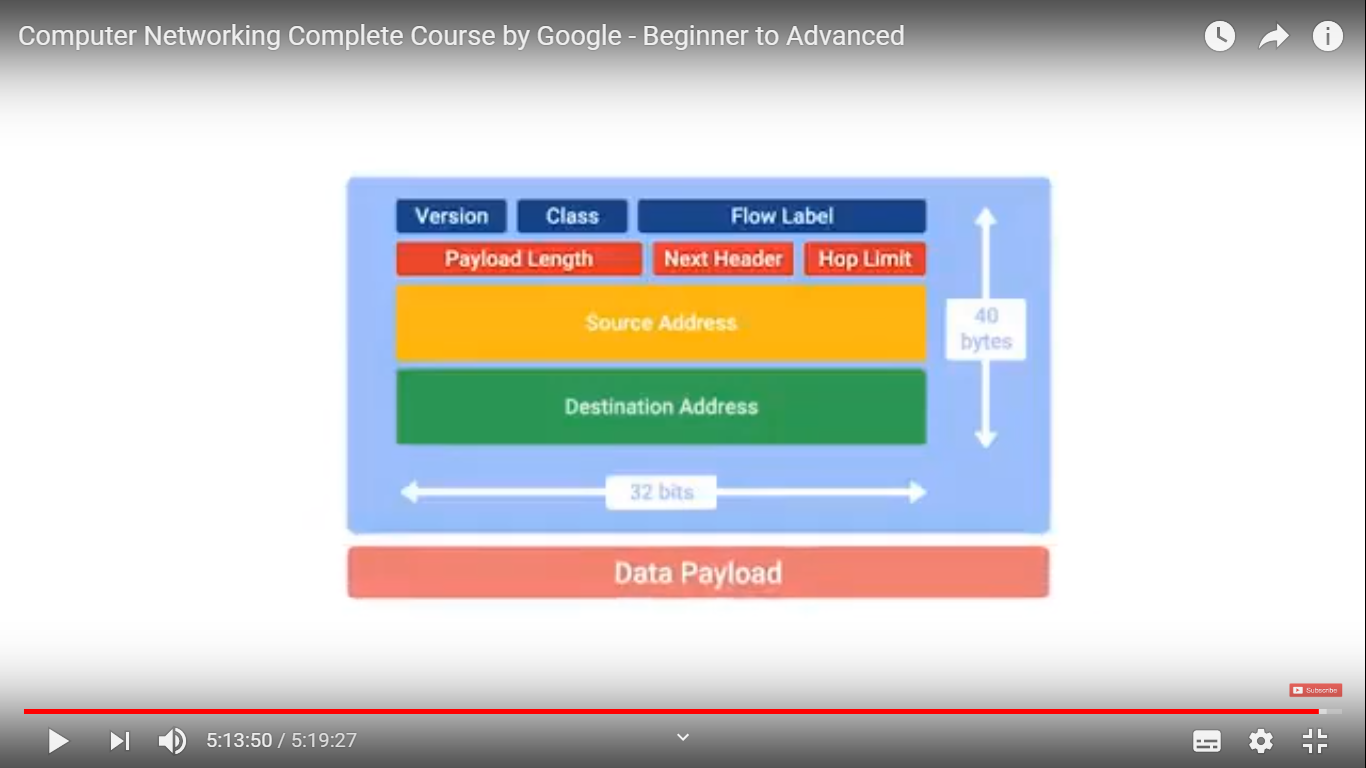 Computer Networking Complete Course by Google - Beginner to Advanced
Version Class Flow Label
Payload Length Next Header Hop Limit
Source Address
40
bytes
Destination Address
32 bits
Data Payload
Subscribe
5:13:50 / 5:19:27